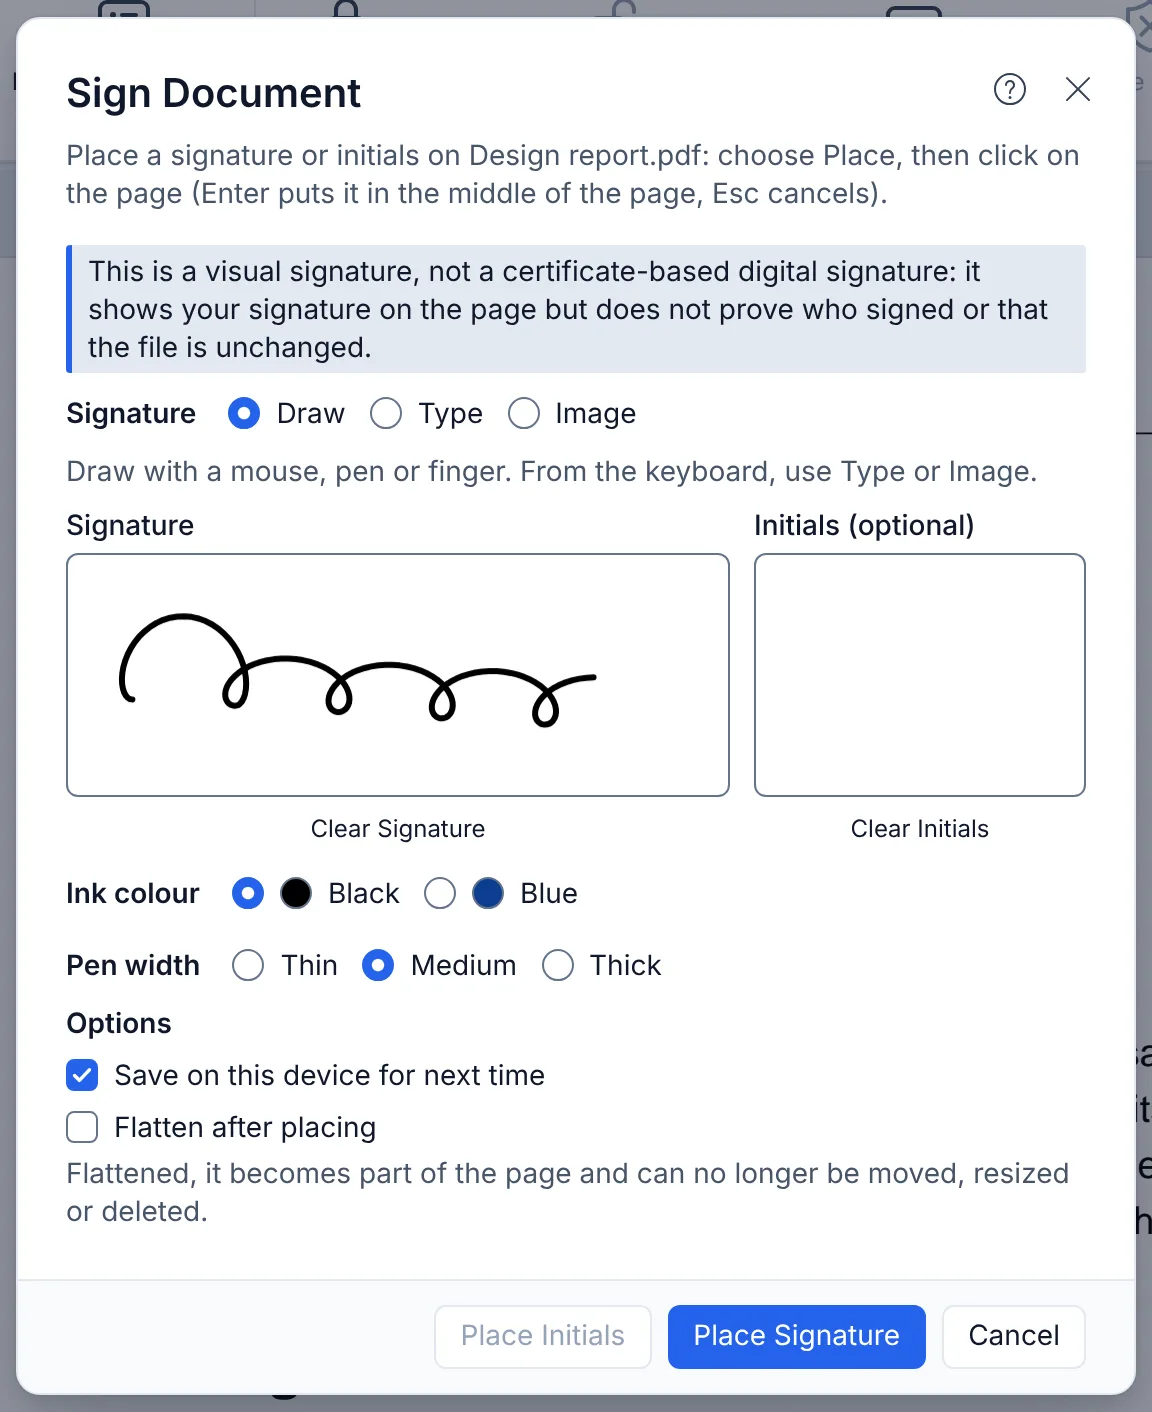 Sign Document
Place a signature or initials on Design report.pdf: choose Place, then click on
the page (Enter puts it in the middle of the page, Esc cancels).
This is a visual signature, not a certificate-based digital signature: it
shows your signature on the page but does not prove who signed or that
the file is unchanged.
Signature Draw Type Image
Draw with a mouse, pen or finger. From the keyboard, use Type or Image.
Signature Initials (optional)
Clear Signature Clear Initials
Ink colour Black Blue
Pen width Thin Medium Thick
Options
Save on this device for next time
Flatten after placing
Flattened, it becomes part of the page and can no longer be moved, resized
or deleted.
Place Initials Place Signature Cancel